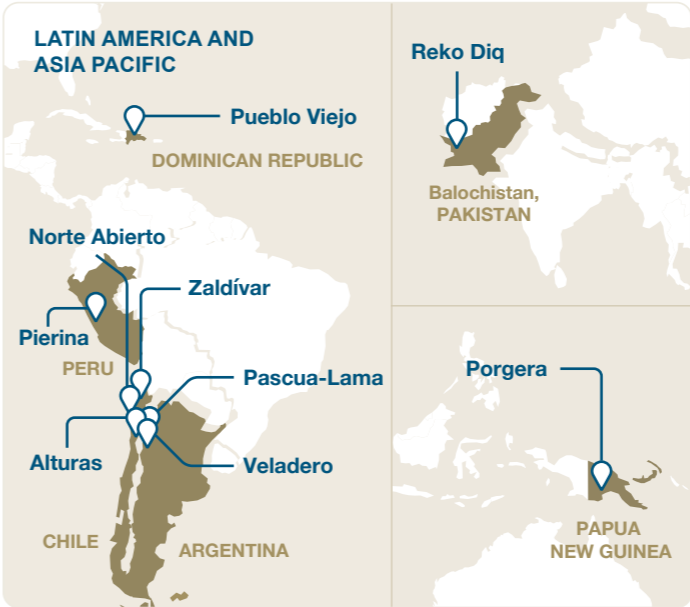 LATIN AMERICA AND
ASIA PACIFIC
Pueblo Viejo
DOMINICAN REPUBLIC
Norte Abierto
Zaldívar
Pierina
PERU
Pascua-Lama
Alturas
Veladero
CHILE
ARGENTINA
Reko Diq
Balochistan,
PAKISTAN
Porgera
PAPUA
NEW GUINEA